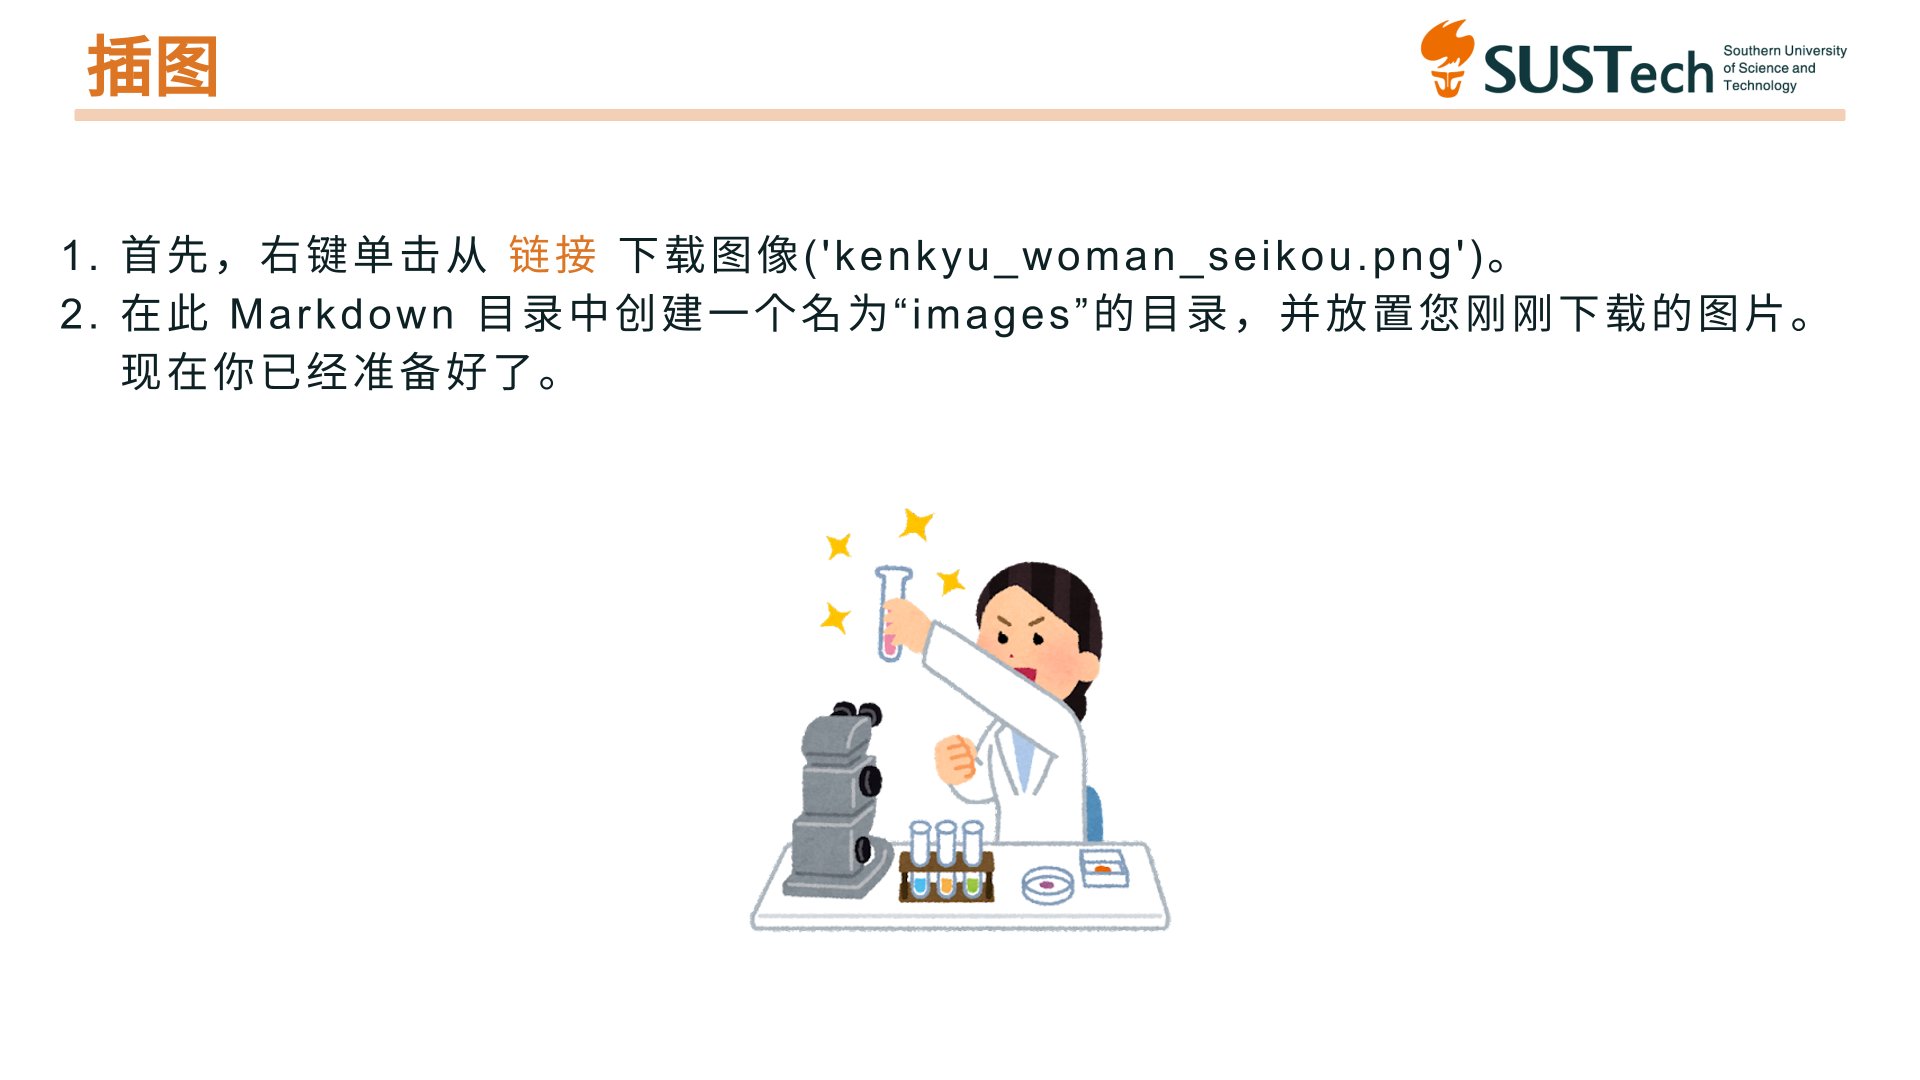 插图
SUSTech
Southern University
of Science and
Technology
1. 首先，右键单击从 链接 下载图像('kenkyu_woman_seikou.png')。
2. 在此 Markdown 目录中创建一个名为“images”的目录，并放置您刚刚下载的图片。
现在你已经准备好了。